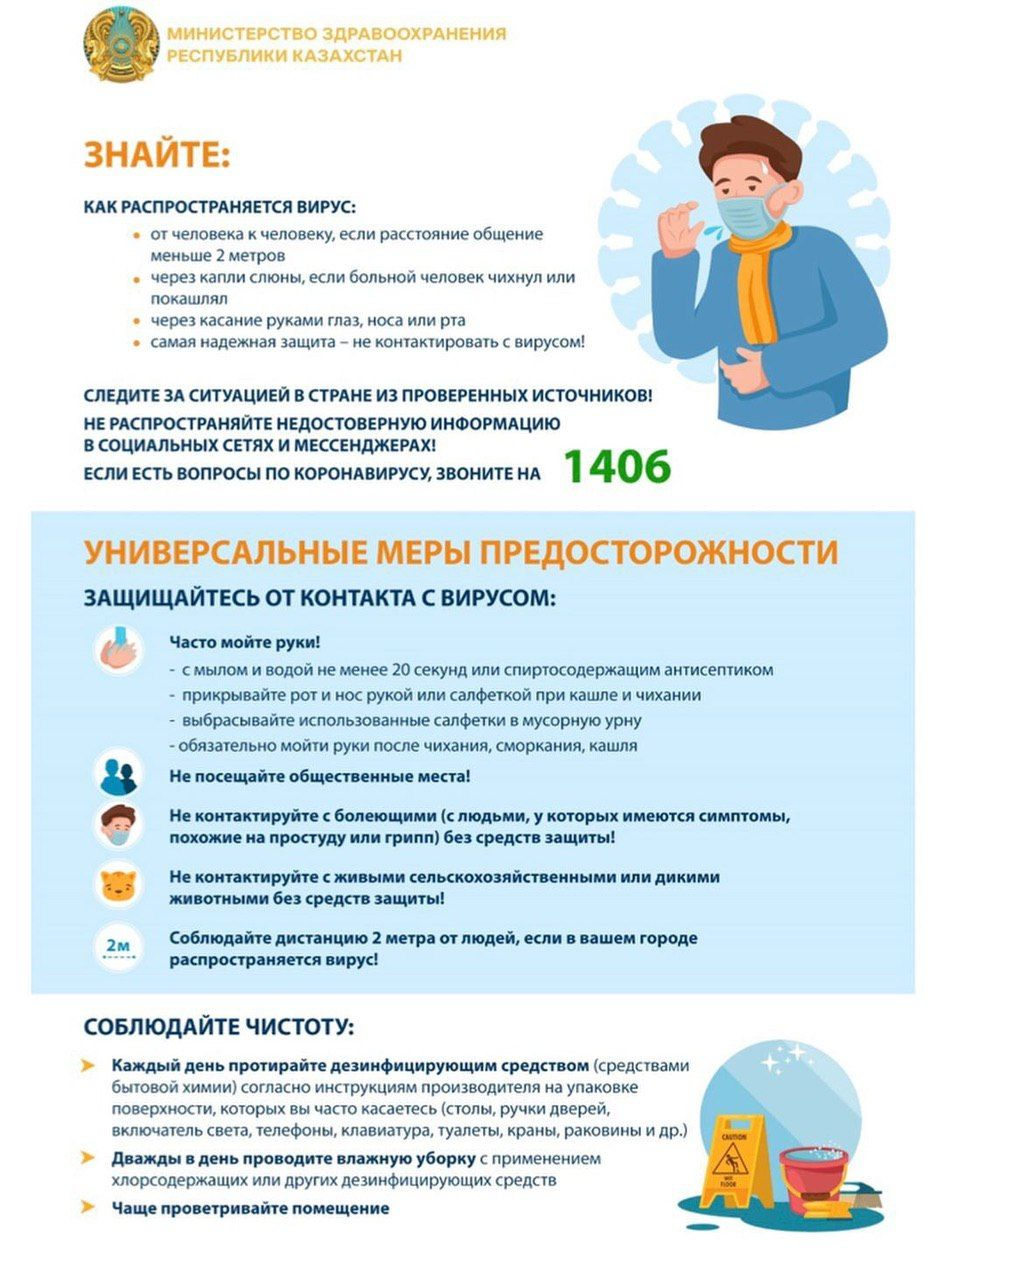 МИНИСТЕРСТВО ЗДРАВООХРАНЕНИЯ
РЕСПУБЛИКИ КАЗАХСТАН
ЗНАЙТЕ:
КАК РАСПРОСТРАНЯЕТСЯ ВИРУС:
• от человека к человеку, если расстояние общение
меньше 2 метров
• через капли слюны, если больной человек чихнул или
покашлял
• через касание руками глаз, носа или рта
• самая надежная защита – не контактировать с вирусом!
СЛЕДИТЕ ЗА СИТУАЦИЕЙ В СТРАНЕ ИЗ ПРОВЕРЕННЫХ ИСТОЧНИКОВ!
НЕ РАСПРОСТРАНЯЙТЕ НЕДОСТОВЕРНУЮ ИНФОРМАЦИЮ
В СОЦИАЛЬНЫХ СЕТЯХ И МЕССЕНДЖЕРАХ!
ЕСЛИ ЕСТЬ ВОПРОСЫ ПО КОРОНАВИРУСУ, ЗВОНИТЕ НА 1406
УНИВЕРСАЛЬНЫЕ МЕРЫ ПРЕДОСТОРОЖНОСТИ
ЗАЩИЩАЙТЕСЬ ОТ КОНТАКТА С ВИРУСОМ:
Часто мойте руки!
- с мылом и водой не менее 20 секунд или спиртосодержащим антисептиком
- прикрывайте рот и нос рукой или салфеткой при кашле и чихании
- выбрасывайте использованные салфетки в мусорную урну
- обязательно мойти руки после чихания, сморкания, кашля
Не посещайте общественные места!
Не контактируйте с болеющими (с людьми, у которых имеются симптомы,
похожие на простуду или грипп) без средств защиты!
Не контактируйте с живыми сельскохозяйственными или дикими
животными без средств защиты!
2м
Соблюдайте дистанцию 2 метра от людей, если в вашем городе
распространяется вирус!
СОБЛЮДАЙТЕ ЧИСТОТУ:
Каждый день протирайте дезинфицирующим средством (средствами
бытовой химии) согласно инструкциям производителя на упаковке
поверхности, которых вы часто касаетесь (столы, ручки дверей,
включатель света, телефоны, клавиатура, туалеты, краны, раковины и др.)
Дважды в день проводите влажную уборку с применением
хлорсодержащих или других дезинфицирующих средств
Чаще проветривайте помещение
CAUTION
WET
FLOOR